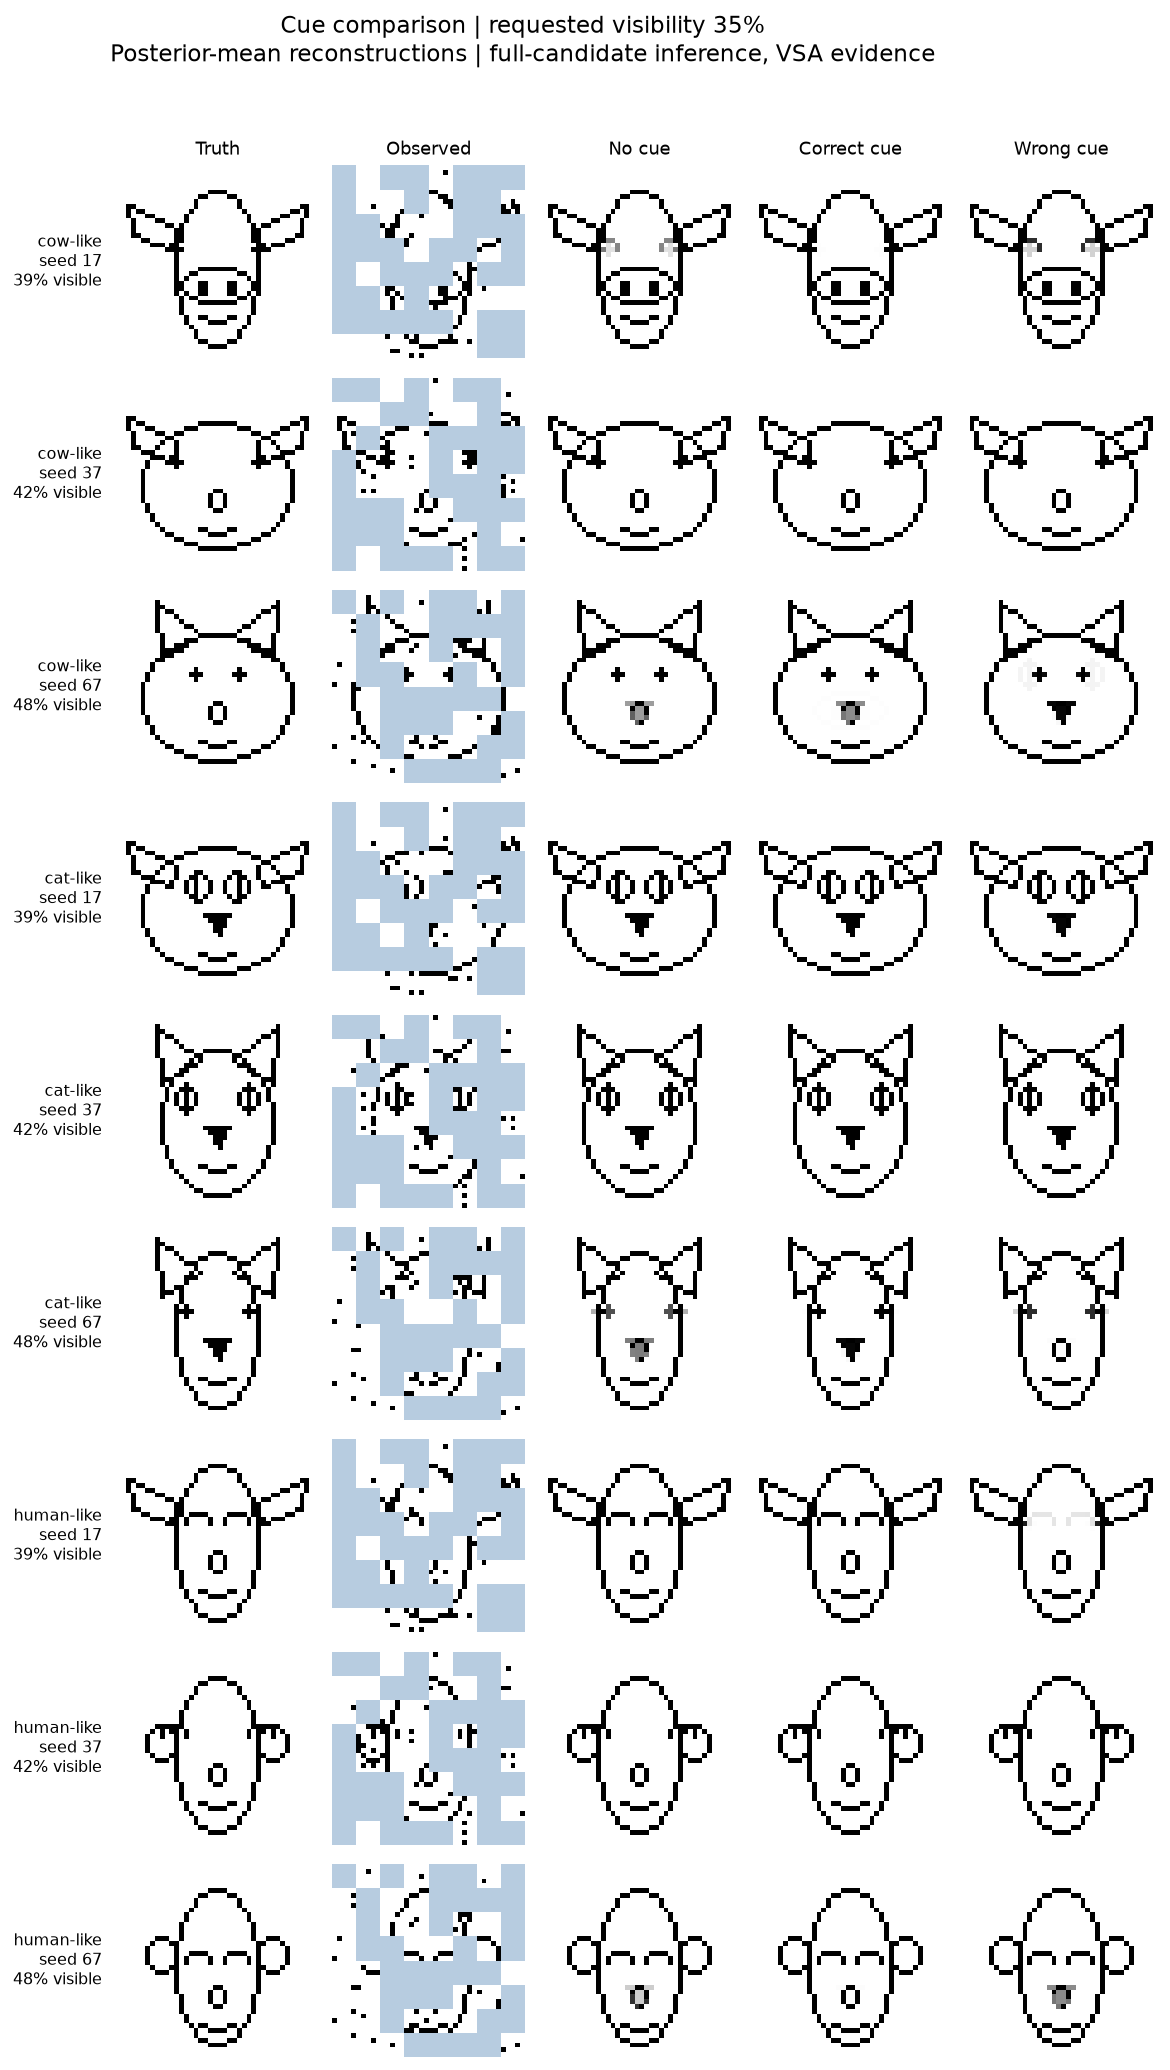 Cue comparison | requested visibility 35%
Posterior-mean reconstructions | full-candidate inference, VSA evidence
Truth Observed No cue Correct cue Wrong cue
cow-like
seed 17
39% visible
cow-like
seed 37
42% visible
cow-like
seed 67
48% visible
cat-like
seed 17
39% visible
cat-like
seed 37
42% visible
cat-like
seed 67
48% visible
human-like
seed 17
39% visible
human-like
seed 37
42% visible
human-like
seed 67
48% visible